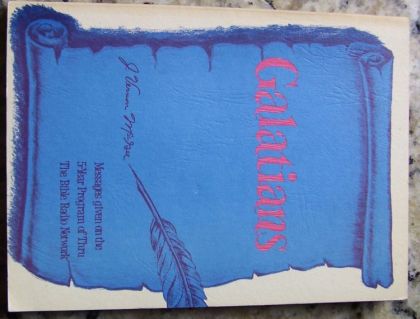 Galatians
J Vernon McGee
Messages given on the
5-Year Program of Thru
The Bible Radio Network